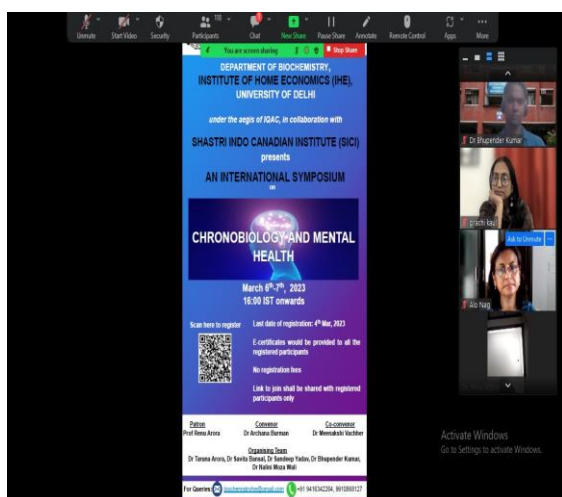 Unmute
Start Video
Security
Participants
110
Chat
New Share
Pause Share
Annotate
Remote Control
Apps
More
You are screen sharing
Stop Share
DEPARTMENT OF BIOCHEMISTRY,
INSTITUTE OF HOME ECONOMICS (IHE),
UNIVERSITY OF DELHI
under the aegis of IQAC, in collaboration with
SHASTRI INDO CANADIAN INSTITUTE (SICI)
presents
AN INTERNATIONAL SYMPOSIUM
on
CHRONOBIOLOGY AND MENTAL
HEALTH
March 6th-7th, 2023
16:00 IST onwards
Scan here to register
Last date of registration: 4th Mar, 2023
E-certificates would be provided to all the
registered participants
No registration fees
Link to join shall be shared with registered
participants only
Patron
Prof Renu Arora
Convenor
Dr Archana Burman
Co-convenor
Dr Meenakshi Vachher
Organising Team
Dr Tarana Arora, Dr Savita Bansal, Dr Sandeep Yadav, Dr Bhupender Kumar,
Dr Nafes Moza Wali
For Queries:
Dr Bhupender Kumar
prachi kaul
Ask to Unmute
Alo Nag
Activate Windows
Go to Settings to activate Windows.